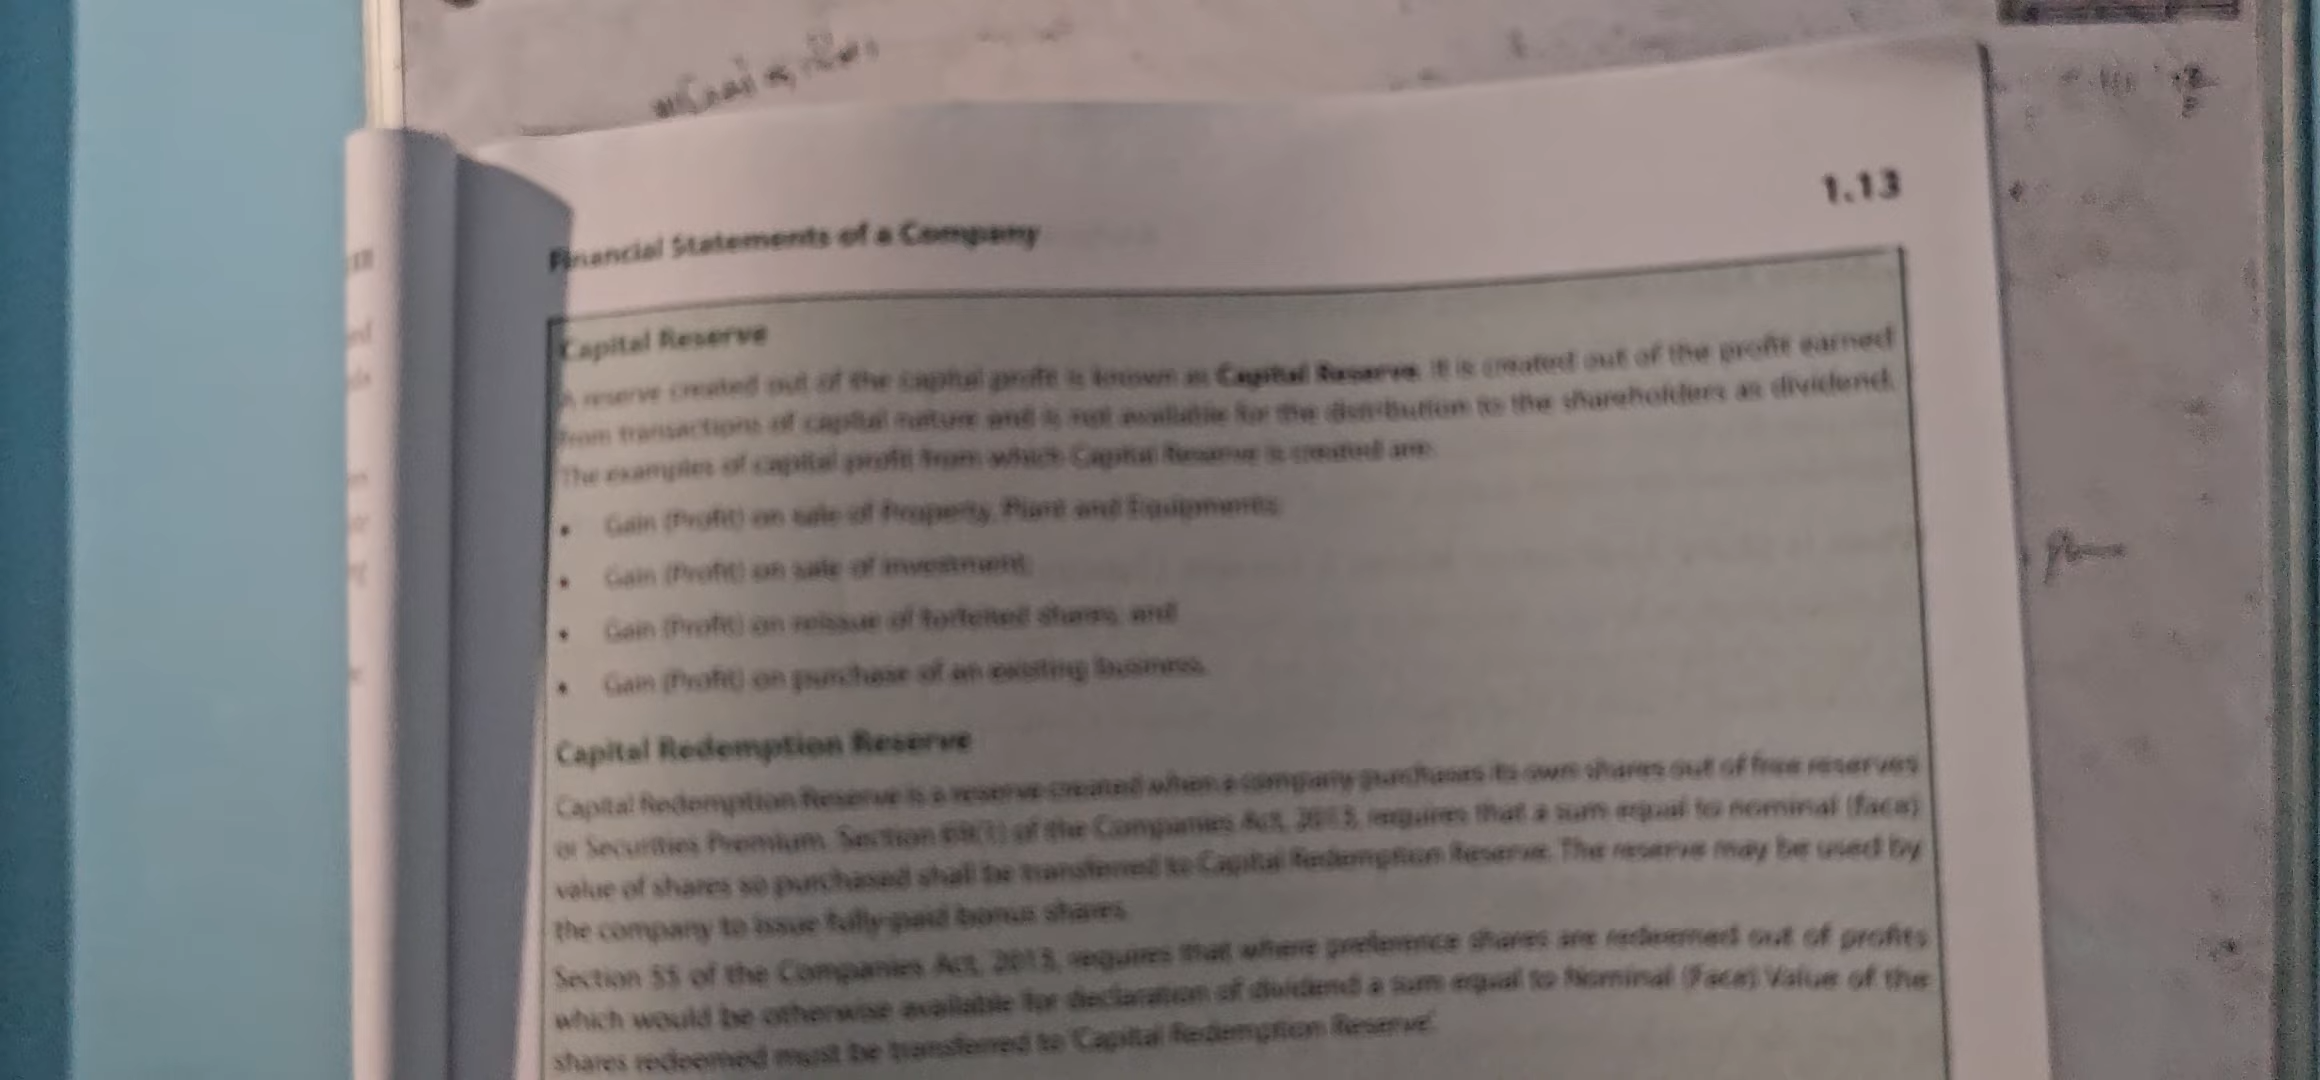 1.13
Financial Statements of a Company
Capital Reserve
A reserve created out of the capital profit is known as Capital Reserve. It is created out of the profit earned
from transactions of capital nature and is not available for the distribution to the shareholders as dividend.
The examples of capital profit from which Capital Reserve is created are:
• Gain (Profit) on sale of Property, Plant and Equipments;
• Gain (Profit) on sale of investment;
• Gain (Profit) on reissue of forfeited shares; and
• Gain (Profit) on purchase of an existing business.
Capital Redemption Reserve
Capital Redemption Reserve is a reserve created when a company purchases its own shares out of free reserves
or Securities Premium. Section 69(1) of the Companies Act, 2013, requires that a sum equal to nominal (face)
value of shares so purchased shall be transferred to Capital Redemption Reserve. The reserve may be used by
the company to issue fully paid bonus shares.
Section 55 of the Companies Act, 2013, requires that where preference shares are redeemed out of profits
which would be otherwise available for declaration of dividend a sum equal to Nominal (Face) Value of the
shares redeemed must be transferred to 'Capital Redemption Reserve'.